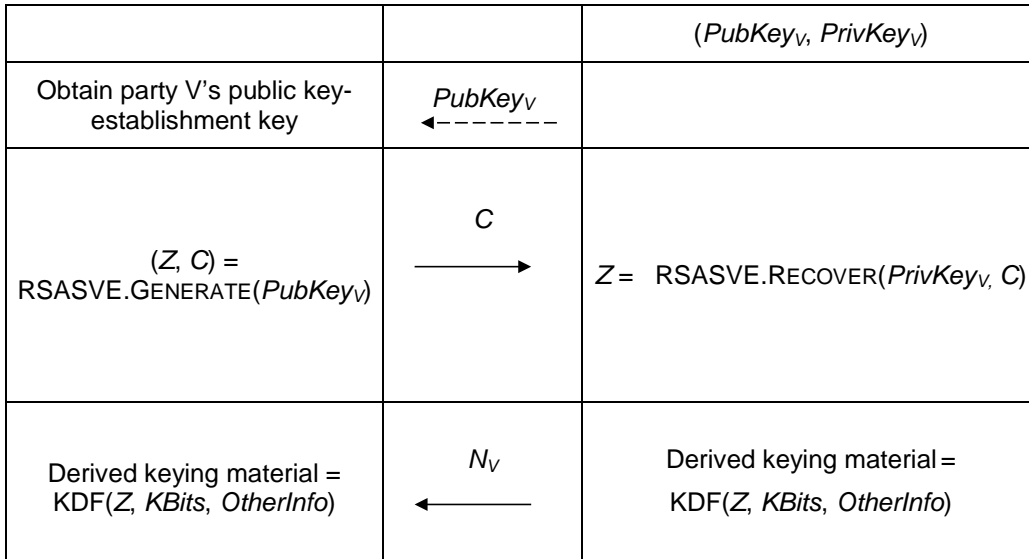 (PubKeyV, PrivKeyV)
Obtain party V’s public key-
establishment key
PubKeyV
(Z, C) =
RSASVE.GENERATE(PubKeyV)
C
Z = RSASVE.RECOVER(PrivKeyV, C)
Derived keying material =
KDF(Z, KBits, OtherInfo)
NV
Derived keying material =
KDF(Z, KBits, OtherInfo)